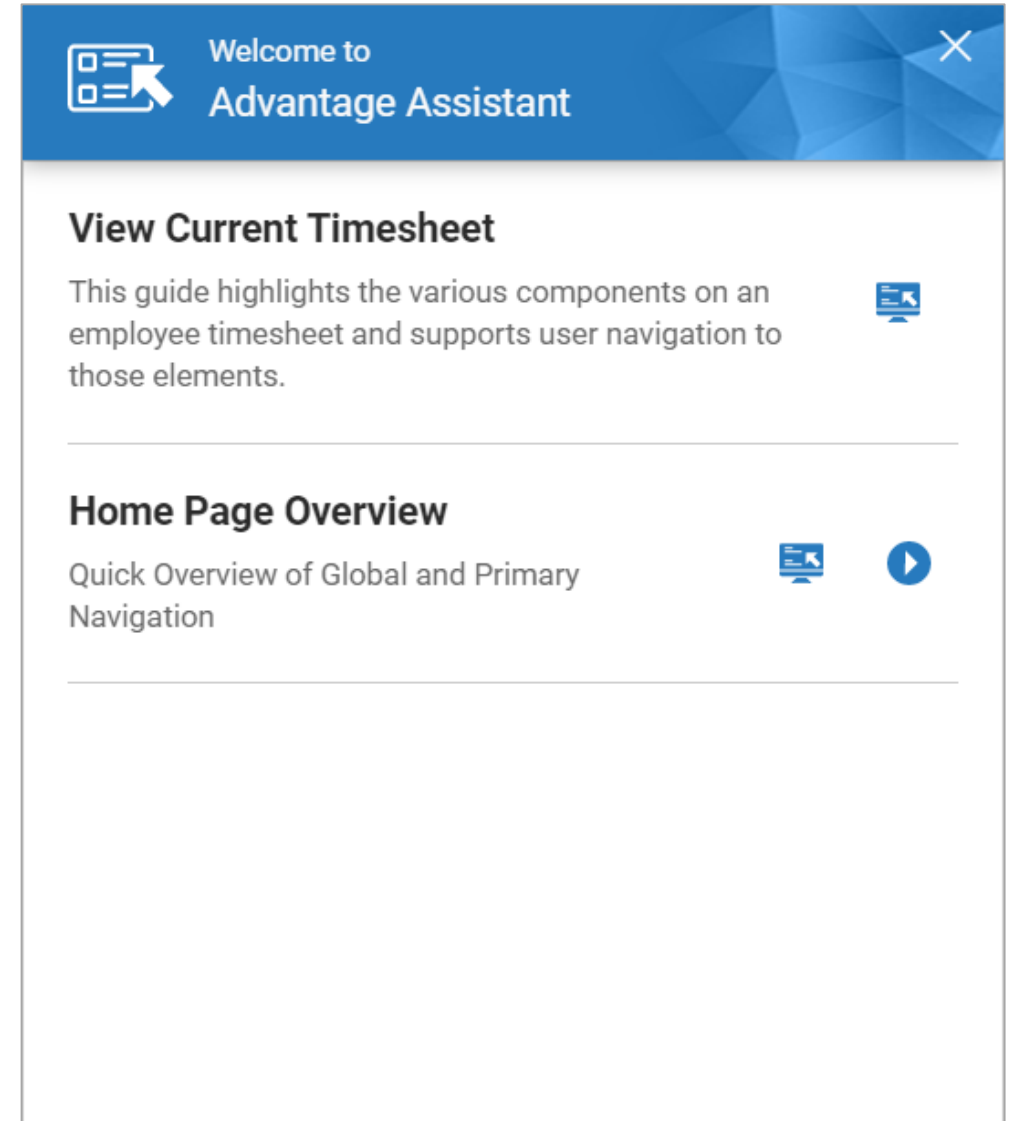 Welcome to
Advantage Assistant
View Current Timesheet
This guide highlights the various components on an
employee timesheet and supports user navigation to
those elements.
Home Page Overview
Quick Overview of Global and Primary
Navigation